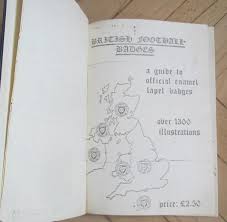 BRITISH FOOTBALL
BADGES
a guide to
official enamel
lapel badges
over 1300
illustrations
price: £2.50